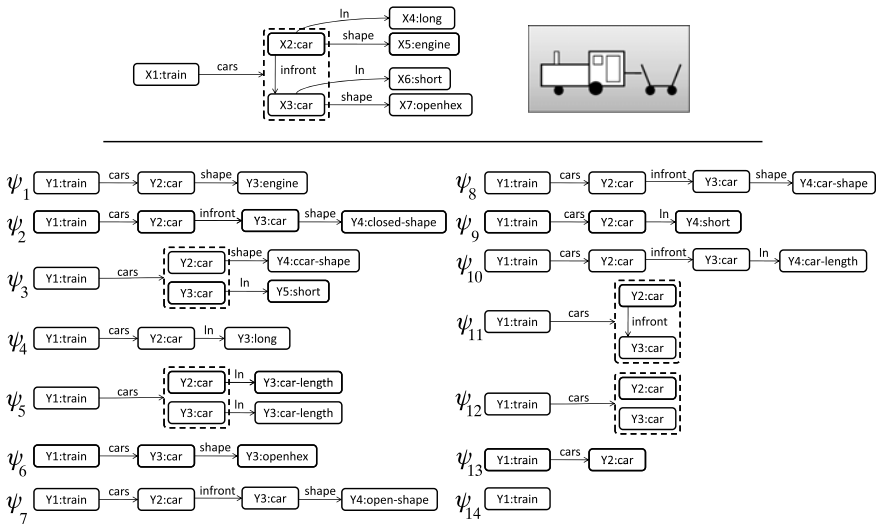 X1:train
cars
X2:car
ln
X4:long
shape
X5:engine
infront
X3:car
ln
X6:short
shape
X7:openhex
ψ1
Y1:train cars Y2:car shape Y3:engine
ψ2
Y1:train cars Y2:car infront Y3:car shape Y4:closed-shape
ψ3
Y1:train cars
Y2:car shape Y4:ccar-shape
Y3:car ln Y5:short
ψ4
Y1:train cars Y2:car ln Y3:long
ψ5
Y1:train cars
Y2:car ln Y3:car-length
Y3:car ln Y3:car-length
ψ6
Y1:train cars Y3:car shape Y3:openhex
ψ7
Y1:train cars Y2:car infront Y3:car shape Y4:open-shape
ψ8
Y1:train cars Y2:car infront Y3:car shape Y4:car-shape
ψ9
Y1:train cars Y2:car ln Y4:short
ψ10
Y1:train cars Y2:car infront Y3:car ln Y4:car-length
ψ11
Y1:train cars
Y2:car
infront
Y3:car
ψ12
Y1:train cars
Y2:car
Y3:car
ψ13
Y1:train cars Y2:car
ψ14
Y1:train